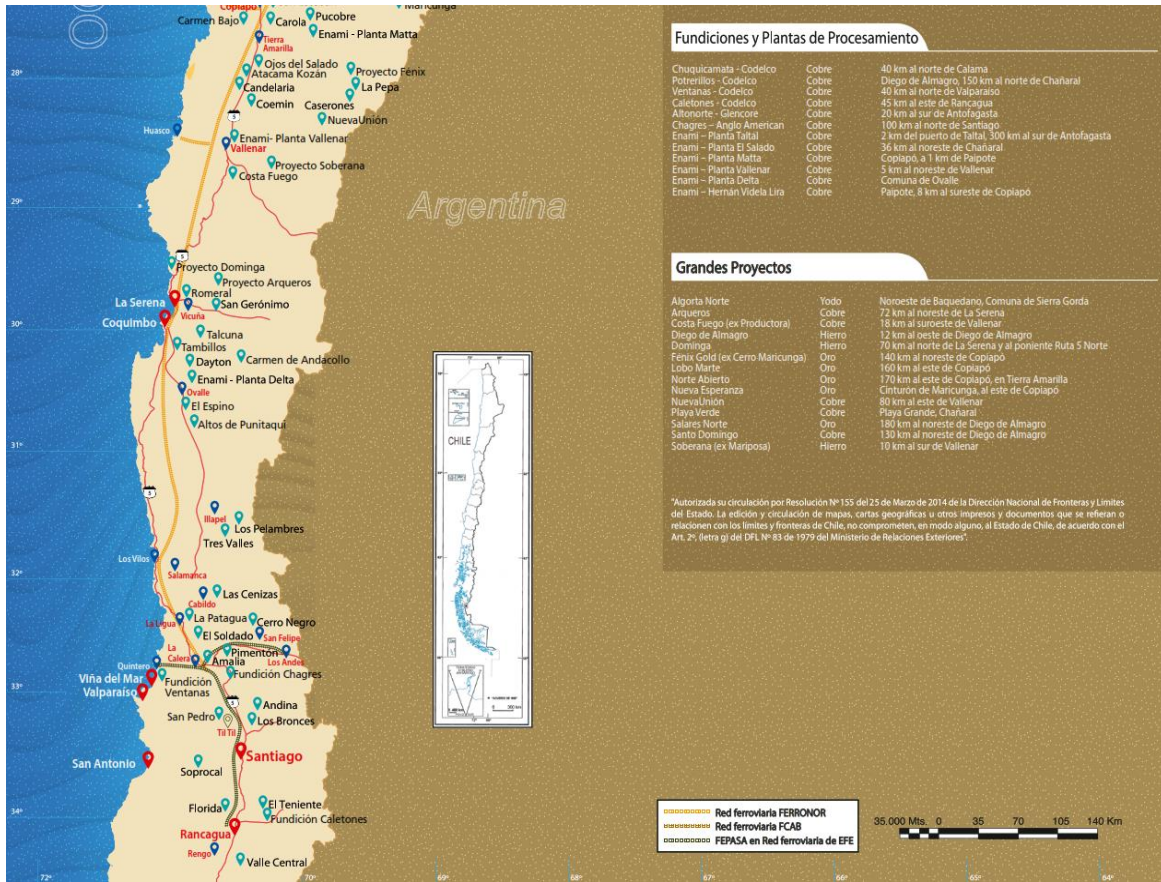 Copiapó
Maricunga
Carmen Bajo
Carola
Pucobre
Enami - Planta Matta
Tierra
Amarilla
28º
Ojos del Salado
Atacama Kozán
Candelaria
Coemin
Proyecto Fénix
La Pepa
Caserones
NuevaUnión
5
Huasco
Enami - Planta Vallenar
Vallenar
Proyecto Soberana
Costa Fuego
29º
Argentina
5
Proyecto Dominga
Proyecto Arqueros
Romeral
La Serena
San Gerónimo
Vicuña
Coquimbo
30º
Talcuna
Tambillos
Dayton
Carmen de Andacollo
Enami - Planta Delta
Ovalle
El Espino
Altos de Punitaqui
31º
5
Illapel
Los Pelambres
Tres Valles
Los Vilos
Salamanca
32º
Las Cenizas
Cabildo
La Ligua
La Patagua
Cerro Negro
El Soldado
San Felipe
La
Calera
Pimentón
Amalia
Los Andes
Quintero
Fundición Chagres
Viña del Mar
Fundición
Ventanas
Valparaíso
33º
5
Andina
San Pedro
Los Bronces
Til Til
Santiago
San Antonio
Soprocal
Florida
El Teniente
Fundición Caletones
34º
Rancagua
Rengo
Valle Central
72º
70º
69º
68º
67º
66º
65º
64º
CHILE
Fundiciones y Plantas de Procesamiento
Chuquicamata - Codelco Cobre 40 km al norte de Calama
Potrerillos - Codelco Cobre Diego de Almagro, 150 km al norte de Chañaral
Ventanas - Codelco Cobre 40 km al norte de Valparaíso
Caletones - Codelco Cobre 45 km al este de Rancagua
Altonorte - Glencore Cobre 20 km al sur de Antofagasta
Chagres – Anglo American Cobre 100 km al norte de Santiago
Enami – Planta Taltal Cobre 2 km del puerto de Taltal, 300 km al sur de Antofagasta
Enami – Planta El Salado Cobre 36 km al noreste de Chañaral
Enami – Planta Matta Cobre Copiapó, a 1 km de Paipote
Enami – Planta Vallenar Cobre 5 km al noreste de Vallenar
Enami – Planta Delta Cobre Comuna de Ovalle
Enami – Hernán Videla Lira Cobre Paipote, 8 km al sureste de Copiapó
Grandes Proyectos
Algorta Norte Yodo Noroeste de Baquedano, Comuna de Sierra Gorda
Arqueros Cobre 72 km al noreste de La Serena
Costa Fuego (ex Productora) Cobre 18 km al suroeste de Vallenar
Diego de Almagro Hierro 12 km al oeste de Diego de Almagro
Dominga Hierro 70 km al norte de La Serena y al poniente Ruta 5 Norte
Fénix Gold (ex Cerro Maricunga) Oro 140 km al noreste de Copiapó
Lobo Marte Oro 160 km al este de Copiapó
Norte Abierto Oro 170 km al este de Copiapó, en Tierra Amarilla
Nueva Esperanza Oro Cinturón de Maricunga, al este de Copiapó
NuevaUnión Cobre 80 km al este de Vallenar
Playa Verde Cobre Playa Grande, Chañaral
Salares Norte Oro 180 km al noreste de Diego de Almagro
Santo Domingo Cobre 130 km al noreste de Diego de Almagro
Soberana (ex Mariposa) Hierro 10 km al sur de Vallenar
"Autorizada su circulación por Resolución Nº 155 del 25 de Marzo de 2014 de la Dirección Nacional de Fronteras y Límites
del Estado. La edición y circulación de mapas, cartas geográficas u otros impresos y documentos que se refieran o
relacionen con los límites y fronteras de Chile, no comprometen, en modo alguno, al Estado de Chile, de acuerdo con el
Art. 2º, (letra g) del DFL Nº 83 de 1979 del Ministerio de Relaciones Exteriores".
Red ferroviaria FERRONOR
Red ferroviaria FCAB
FEPASA en Red ferroviaria de EFE
35.000 Mts. 0 35 70 105 140 Km